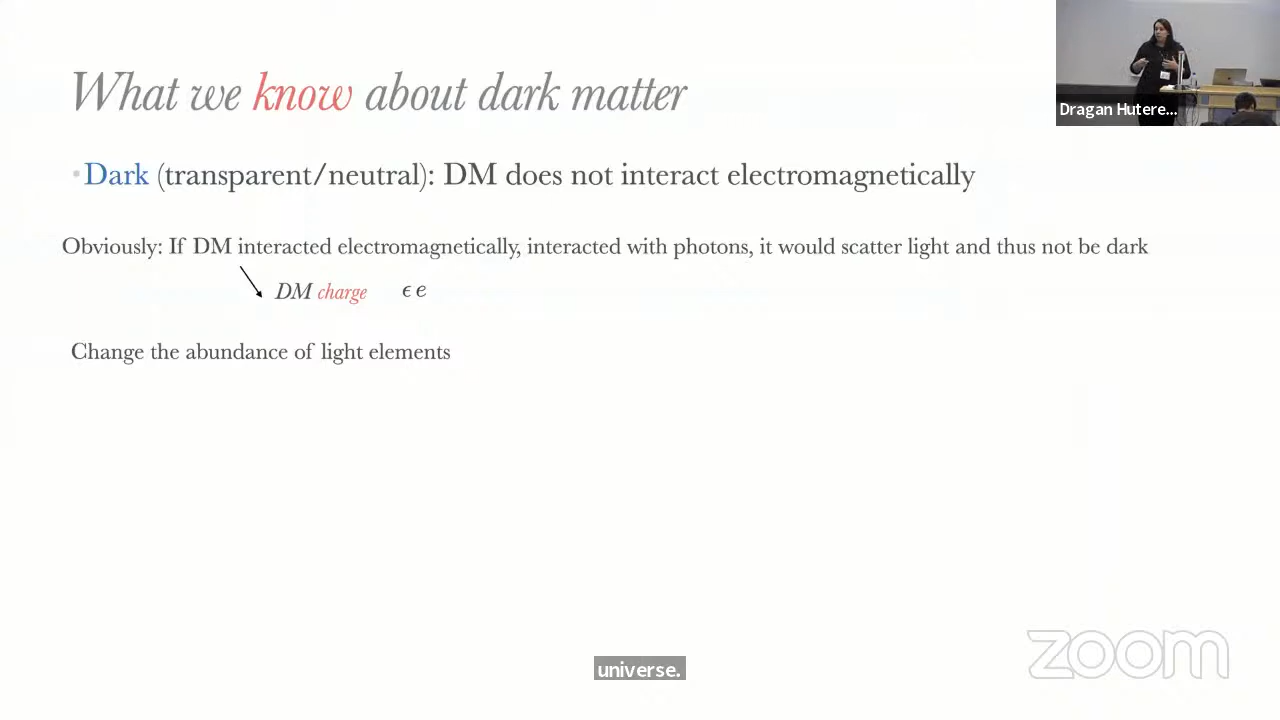 What we know about dark matter
Dragan Hutere...
• Dark (transparent/neutral): DM does not interact electromagnetically
Obviously: If DM interacted electromagnetically, interacted with photons, it would scatter light and thus not be dark
DM charge ϵ e
Change the abundance of light elements
zoom
universe.